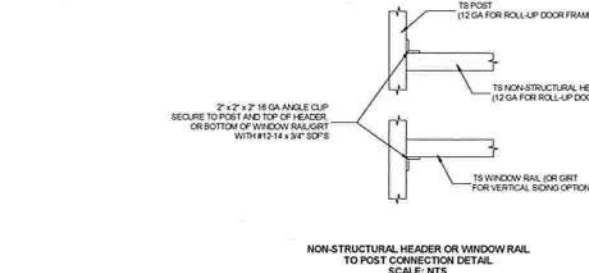 TS POST
(12 GA FOR ROLL-UP DOOR FRAM
TS NON-STRUCTURAL HE
(12 GA FOR ROLL-UP DOO
2" x 2" x 2" 16 GA ANGLE CLIP
SECURE TO POST AND TOP OF HEADER,
OR BOTTOM OF WINDOW RAIL/GIRT
WITH #12-14 x 3/4" SDF'S
TS WINDOW RAIL (OR GIRT
FOR VERTICAL SIDING OPTION
NON-STRUCTURAL HEADER OR WINDOW RAIL
TO POST CONNECTION DETAIL
SCALE: NTS